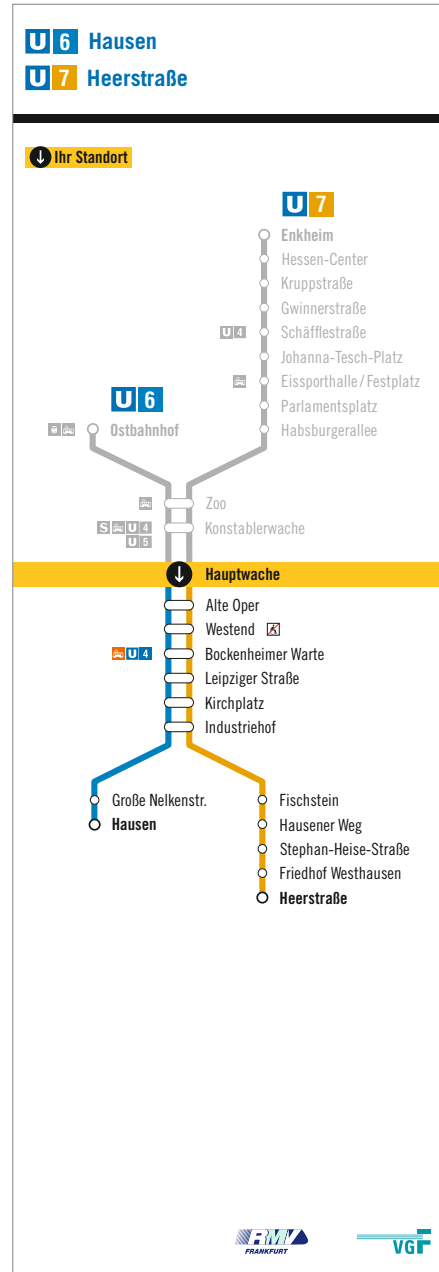 U 6 Hausen
U 7 Heerstraße
Ihr Standort
U 7
Enkheim
Hessen-Center
Kruppstraße
Gwinnerstraße
U 4 Schäfflestraße
Johanna-Tesch-Platz
Eissporthalle/Festplatz
U 6
Parlamentsplatz
Ostbahnhof
Habsburgerallee
Zoo
S U 4 Konstablerwache
U 5
Hauptwache
Alte Oper
Westend
U 4 Bockenheimer Warte
Leipziger Straße
Kirchplatz
Industriehof
Große Nelkenstr.
Fischstein
Hausen
Hausener Weg
Stephan-Heise-Straße
Friedhof Westhausen
Heerstraße
RMV
FRANKFURT
VGF